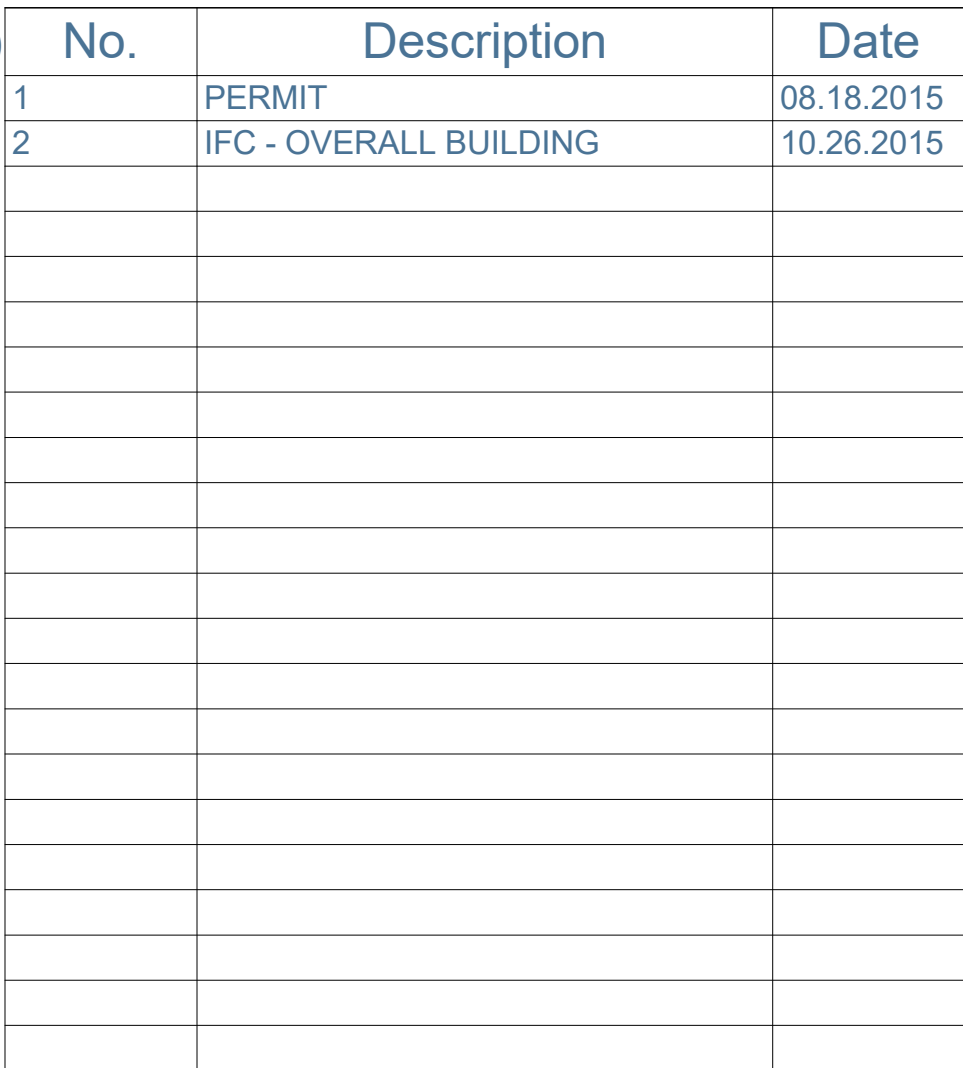 No. Description Date
1 PERMIT 08.18.2015
2 IFC - OVERALL BUILDING 10.26.2015